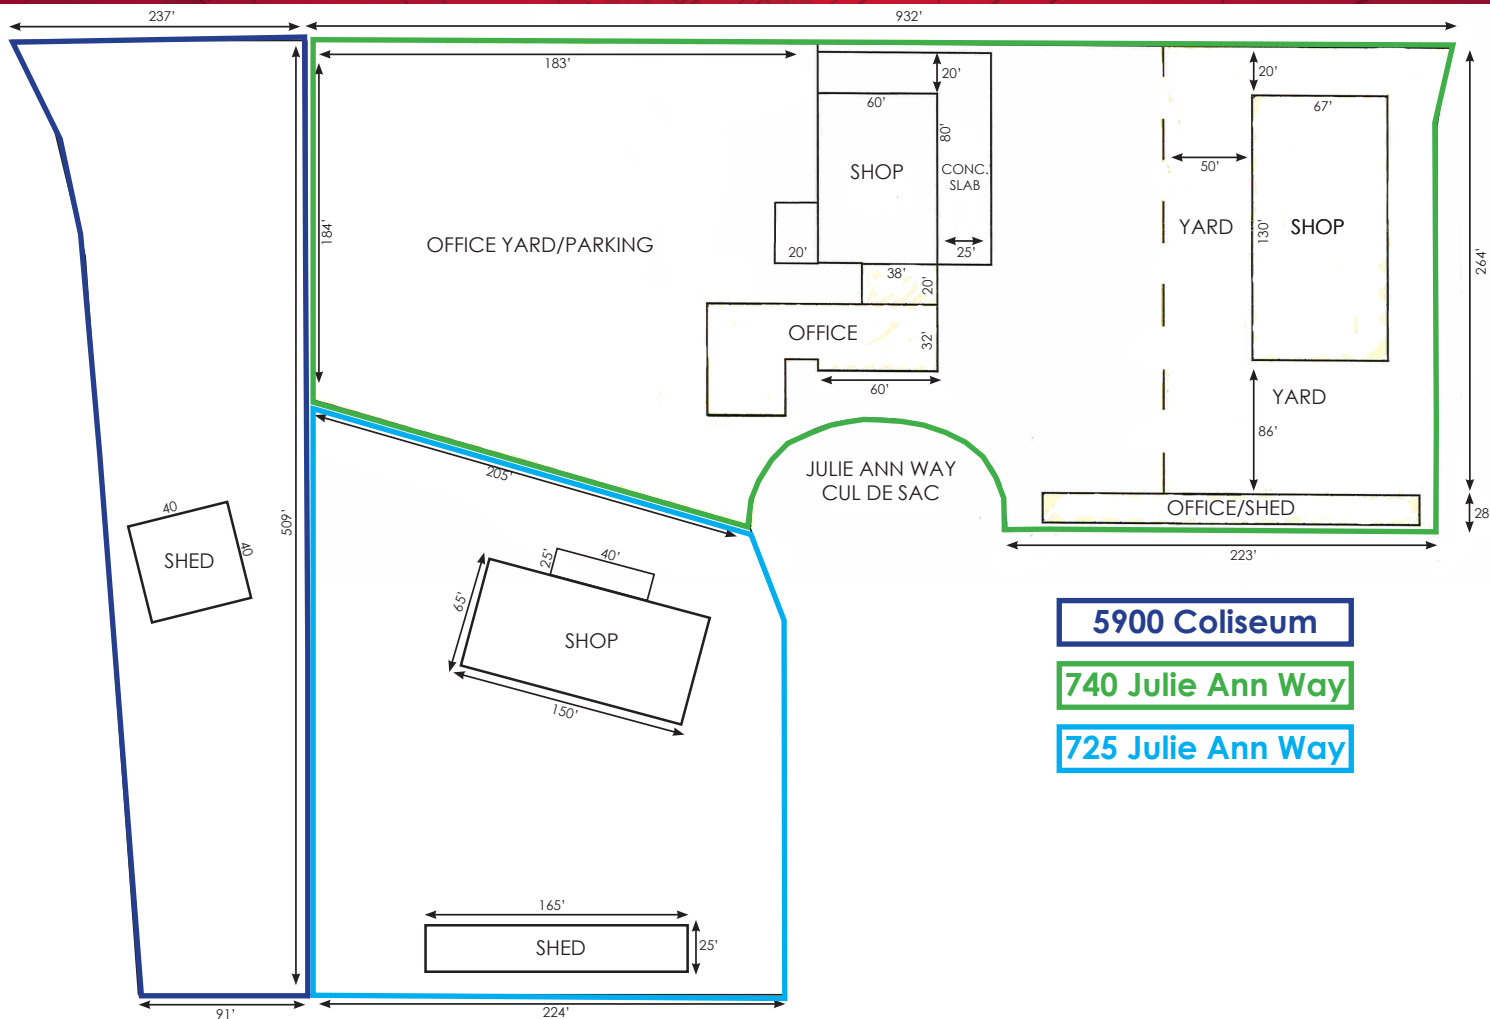 237’
932’
183’
20’
20’
60’
67’
80’
SHOP
CONC.
SLAB
50’
184’
OFFICE YARD/PARKING
YARD
130’
SHOP
264’
20’
25’
38’
20’
OFFICE
32’
60’
YARD
86’
JULIE ANN WAY
CUL DE SAC
205’
OFFICE/SHED
28’
223’
509’
40
40
SHED
25’
40’
65’
SHOP
150’
5900 Coliseum
740 Julie Ann Way
725 Julie Ann Way
165’
SHED
25’
91’
224’